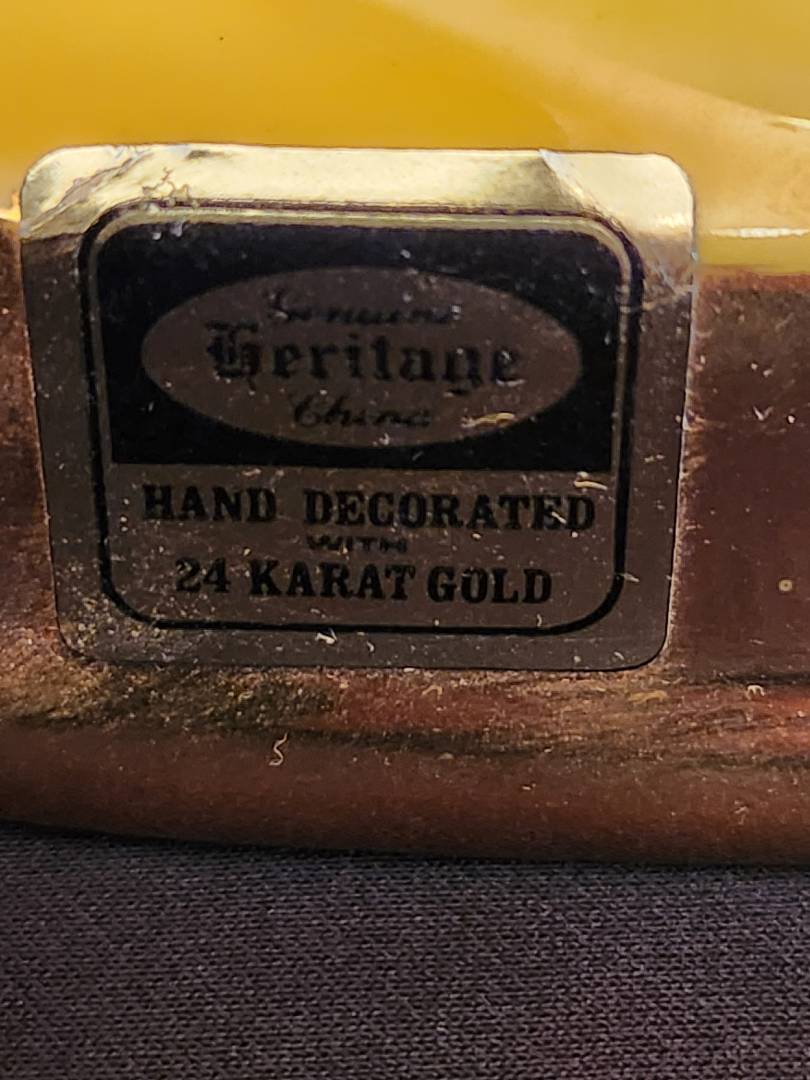 Genuine
Heritage
China
HAND DECORATED
WITH
24 KARAT GOLD